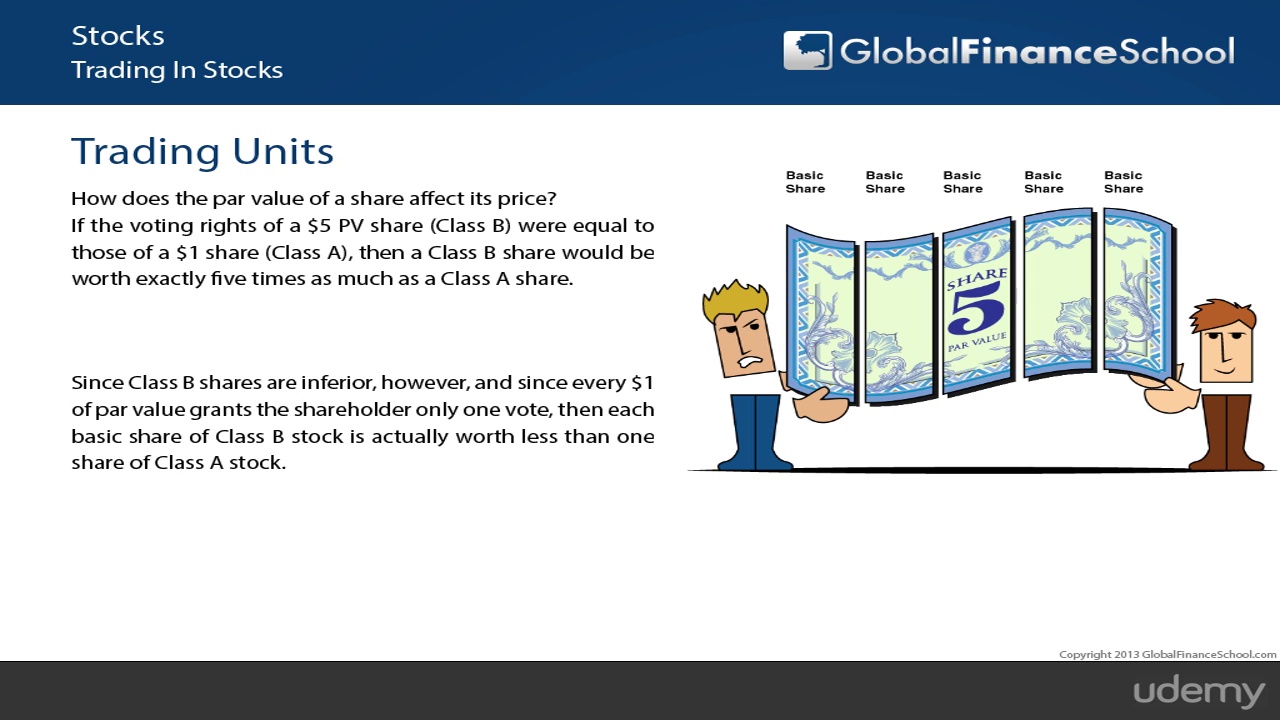 Stocks
Trading In Stocks
GlobalFinanceSchool
Trading Units
How does the par value of a share affect its price?
If the voting rights of a $5 PV share (Class B) were equal to
those of a $1 share (Class A), then a Class B share would be
worth exactly five times as much as a Class A share.
Since Class B shares are inferior, however, and since every $1
of par value grants the shareholder only one vote, then each
basic share of Class B stock is actually worth less than one
share of Class A stock.
Basic Basic Basic Basic Basic
Share Share Share Share Share
SHARE
5
PAR VALUE
Copyright 2013 GlobalFinanceSchool.com
udemy